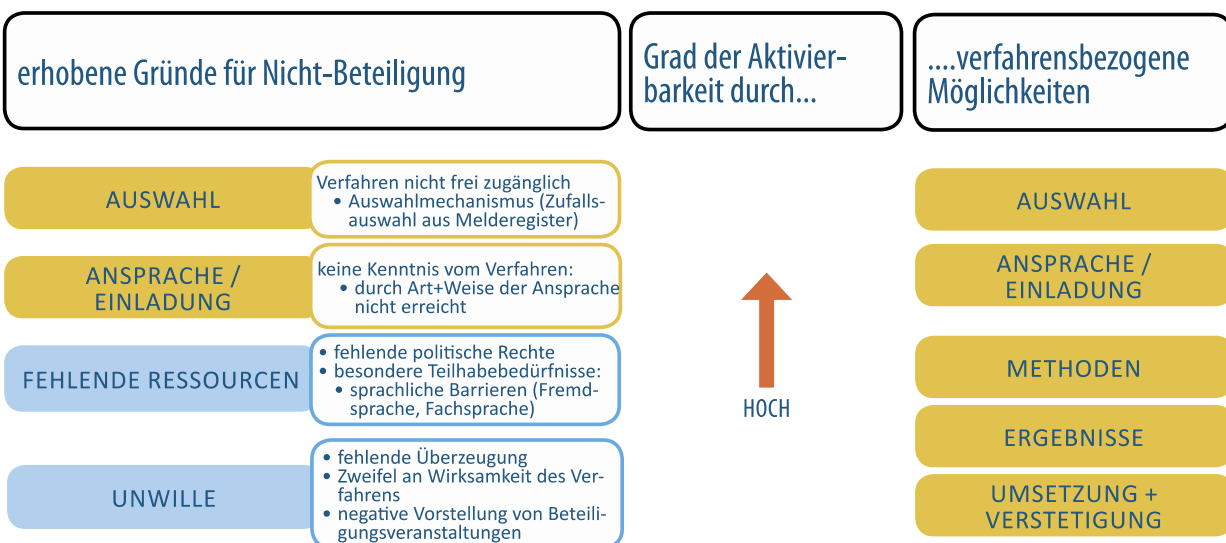 erhobene Gründe für Nicht-Beteiligung
Grad der Aktivier-
barkeit durch...
....verfahrensbezogene
Möglichkeiten
AUSWAHL
Verfahren nicht frei zugänglich
• Auswahlmechanismus (Zufalls-
auswahl aus Melderegister)
AUSWAHL
ANSPRACHE /
EINLADUNG
keine Kenntnis vom Verfahren:
• durch Art+Weise der Ansprache
nicht erreicht
ANSPRACHE /
EINLADUNG
FEHLENDE RESSOURCEN
• fehlende politische Rechte
• besondere Teilhabebedürfnisse:
• sprachliche Barrieren (Fremd-
sprache, Fachsprache)
HOCH
METHODEN
ERGEBNISSE
UNWILLE
• fehlende Überzeugung
• Zweifel an Wirksamkeit des Ver-
fahrens
• negative Vorstellung von Beteili-
gungsveranstaltungen
UMSETZUNG +
VERSTETIGUNG